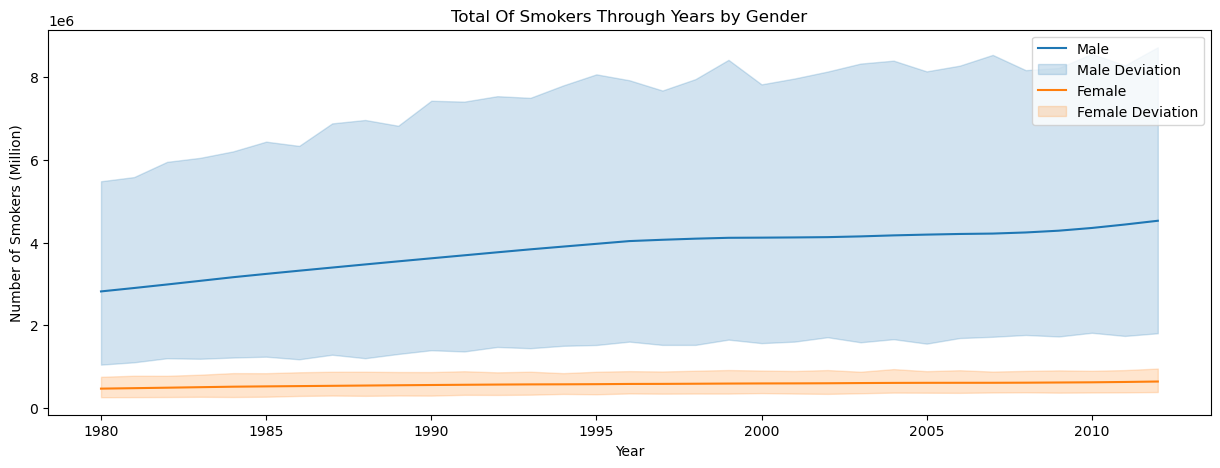 Total Of Smokers Through Years by Gender
1e6
Male
Male Deviation
Female
Female Deviation
8
6
4
2
0
Number of Smokers (Million)
1980 1985 1990 1995 2000 2005 2010
Year